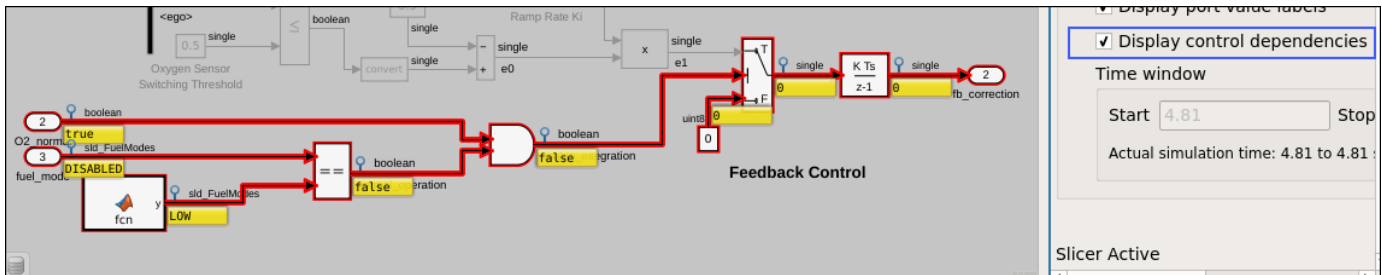 <ego>
boolean
Ramp Rate Ki
0.5
single
≤
single
Oxygen Sensor
Switching Threshold
convert
single
−
+
single
e0
x
single
e1
T
F
single
0
K Ts
z-1
single
0
2
fb_correction
uint8
0
0
Feedback Control
2
boolean
true
3
sld_FuelModes
DISABLED
==
boolean
false
boolean
false
fcn
y
LOW
Display port value labels
✓ Display control dependencies
Time window
Start 4.81 Stop
Actual simulation time: 4.81 to 4.81
Slicer Active